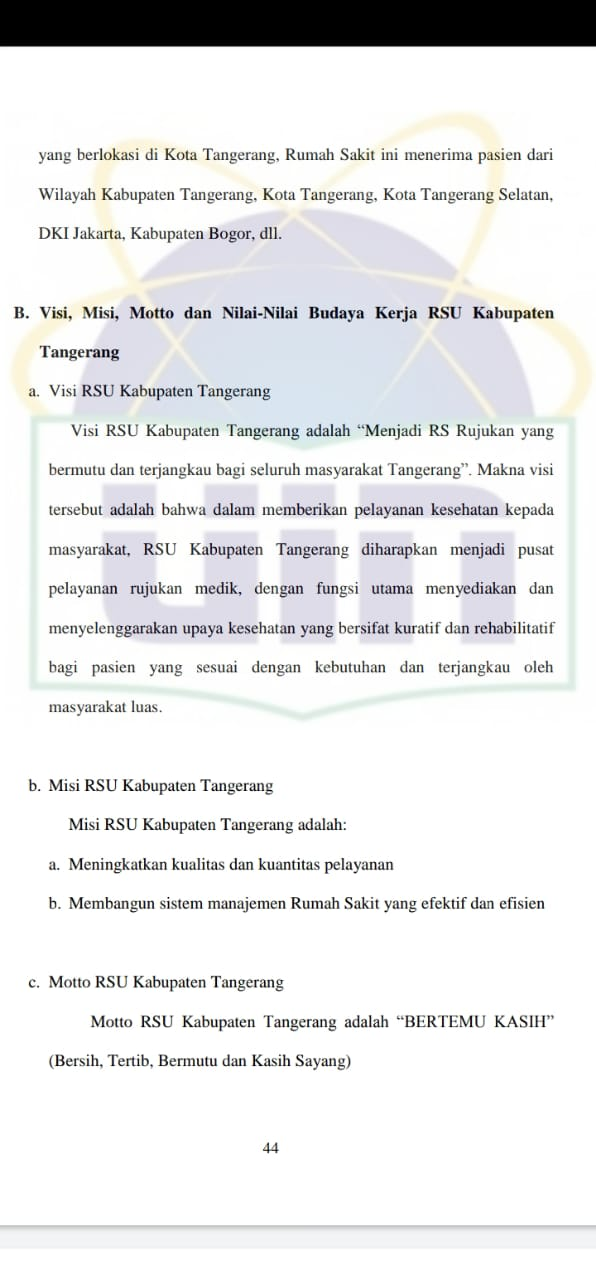 yang berlokasi di Kota Tangerang, Rumah Sakit ini menerima pasien dari
Wilayah Kabupaten Tangerang, Kota Tangerang, Kota Tangerang Selatan,
DKI Jakarta, Kabupaten Bogor, dll.
B. Visi, Misi, Motto dan Nilai-Nilai Budaya Kerja RSU Kabupaten
Tangerang
a. Visi RSU Kabupaten Tangerang
Visi RSU Kabupaten Tangerang adalah “Menjadi RS Rujukan yang
bermutu dan terjangkau bagi seluruh masyarakat Tangerang”. Makna visi
tersebut adalah bahwa dalam memberikan pelayanan kesehatan kepada
masyarakat, RSU Kabupaten Tangerang diharapkan menjadi pusat
pelayanan rujukan medik, dengan fungsi utama menyediakan dan
menyelenggarakan upaya kesehatan yang bersifat kuratif dan rehabilitatif
bagi pasien yang sesuai dengan kebutuhan dan terjangkau oleh
masyarakat luas.
b. Misi RSU Kabupaten Tangerang
Misi RSU Kabupaten Tangerang adalah:
a. Meningkatkan kualitas dan kuantitas pelayanan
b. Membangun sistem manajemen Rumah Sakit yang efektif dan efisien
c. Motto RSU Kabupaten Tangerang
Motto RSU Kabupaten Tangerang adalah “BERTEMU KASIH”
(Bersih, Tertib, Bermutu dan Kasih Sayang)
44
uin